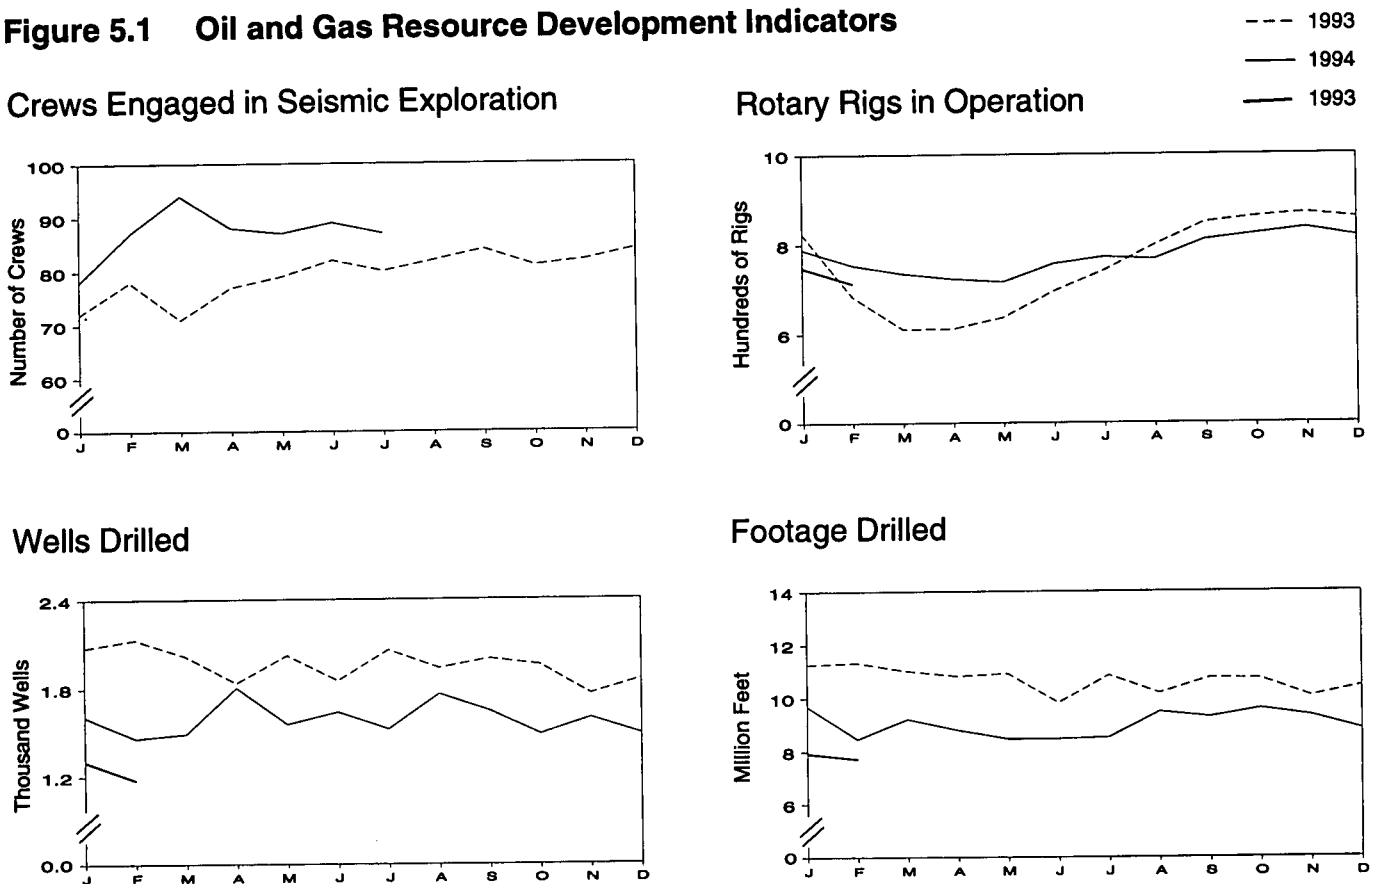 Figure 5.1 Oil and Gas Resource Development Indicators
1993
1994
1993
Crews Engaged in Seismic Exploration
Number of Crews
100
90
80
70
60
0
J F M A M J J A S O N D
Rotary Rigs in Operation
Hundreds of Rigs
10
8
6
0
J F M A M J J A S O N D
Wells Drilled
Thousand Wells
2.4
1.8
1.2
0.0
J F M A M J J A S O N D
Footage Drilled
Million Feet
14
12
10
8
6
0
J F M A M J J A S O N D